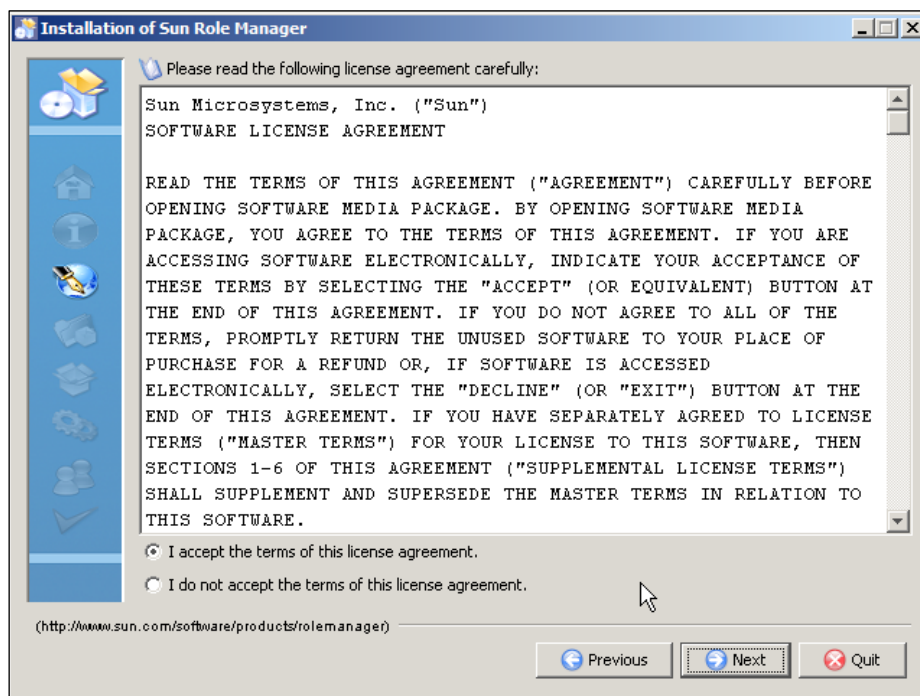 Installation of Sun Role Manager
Please read the following license agreement carefully:
Sun Microsystems, Inc. ("Sun")
SOFTWARE LICENSE AGREEMENT
READ THE TERMS OF THIS AGREEMENT ("AGREEMENT") CAREFULLY BEFORE
OPENING SOFTWARE MEDIA PACKAGE. BY OPENING SOFTWARE MEDIA
PACKAGE, YOU AGREE TO THE TERMS OF THIS AGREEMENT. IF YOU ARE
ACCESSING SOFTWARE ELECTRONICALLY, INDICATE YOUR ACCEPTANCE OF
THESE TERMS BY SELECTING THE "ACCEPT" (OR EQUIVALENT) BUTTON AT
THE END OF THIS AGREEMENT. IF YOU DO NOT AGREE TO ALL OF THE
TERMS, PROMPTLY RETURN THE UNUSED SOFTWARE TO YOUR PLACE OF
PURCHASE FOR A REFUND OR, IF SOFTWARE IS ACCESSED
ELECTRONICALLY, SELECT THE "DECLINE" (OR "EXIT") BUTTON AT THE
END OF THIS AGREEMENT. IF YOU HAVE SEPARATELY AGREED TO LICENSE
TERMS ("MASTER TERMS") FOR YOUR LICENSE TO THIS SOFTWARE, THEN
SECTIONS 1-6 OF THIS AGREEMENT ("SUPPLEMENTAL LICENSE TERMS")
SHALL SUPPLEMENT AND SUPERSEDE THE MASTER TERMS IN RELATION TO
THIS SOFTWARE.
I accept the terms of this license agreement.
I do not accept the terms of this license agreement.
(http://www.sun.com/software/products/rolemanager)
Previous
Next
Quit